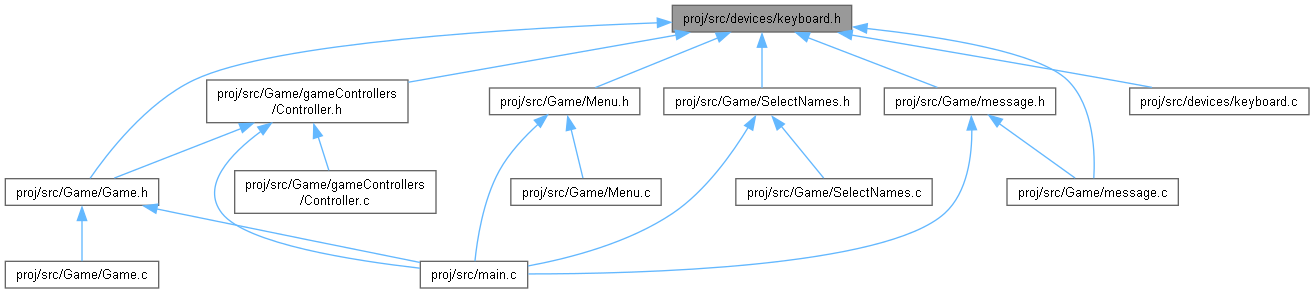 proj/src/devices/keyboard.h
proj/src/Game/gameControllers
/Controller.h
proj/src/Game/Menu.h
proj/src/Game/SelectNames.h
proj/src/Game/message.h
proj/src/devices/keyboard.c
proj/src/Game/Game.h
proj/src/Game/gameControllers
/Controller.c
proj/src/Game/Menu.c
proj/src/Game/SelectNames.c
proj/src/Game/message.c
proj/src/Game/Game.c
proj/src/main.c